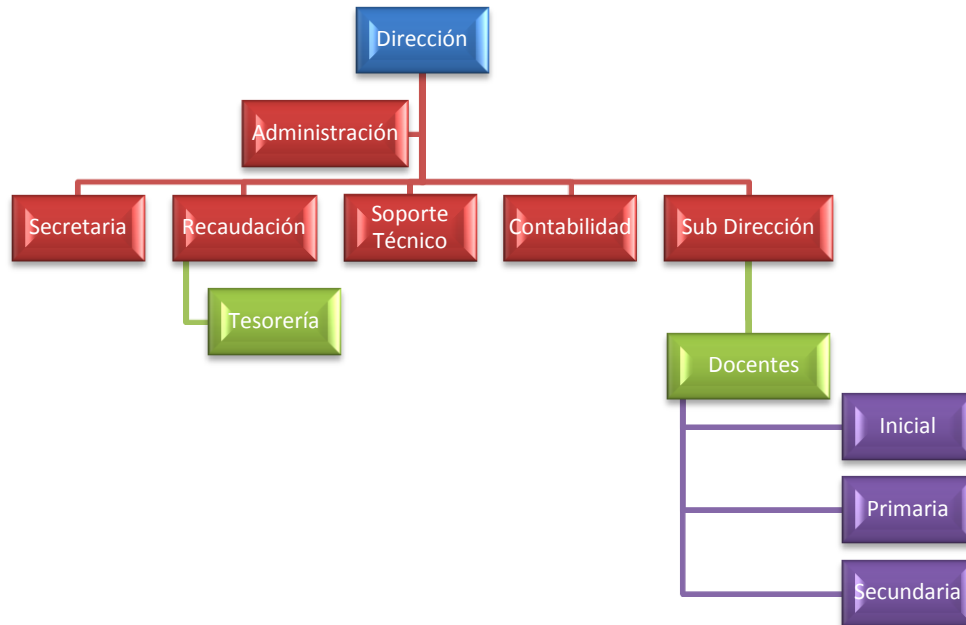 Dirección
Administración
Secretaria
Recaudación
Soporte
Técnico
Contabilidad
Sub Dirección
Tesorería
Docentes
Inicial
Primaria
Secundaria